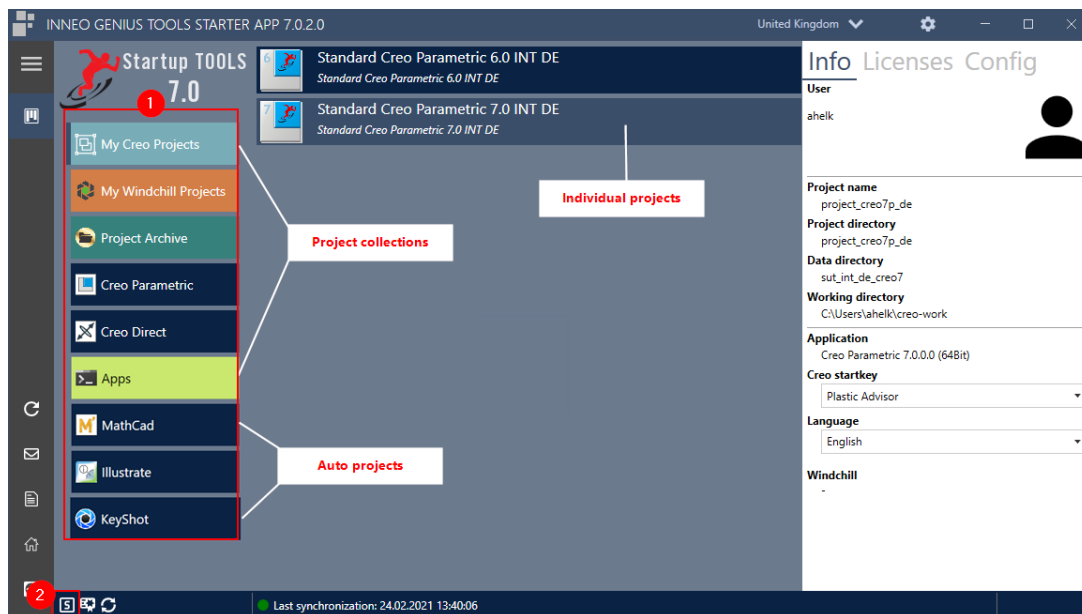 INNEO GENIUS TOOLS STARTER APP 7.0.2.0
United Kingdom
Startup TOOLS
7.0
1
My Creo Projects
My Windchill Projects
Project Archive
Creo Parametric
Creo Direct
Apps
MathCad
Illustrate
KeyShot
6
Standard Creo Parametric 6.0 INT DE
Standard Creo Parametric 6.0 INT DE
7
Standard Creo Parametric 7.0 INT DE
Standard Creo Parametric 7.0 INT DE
Individual projects
Project collections
Auto projects
Info Licenses Config
User
ahelk
Project name
project_creo7p_de
Project directory
project_creo7p_de
Data directory
sut_int_de_creo7
Working directory
C:\Users\ahelk\creo-work
Application
Creo Parametric 7.0.0.0 (64Bit)
Creo startkey
Plastic Advisor
Language
English
Windchill
-
2
5
Last synchronization: 24.02.2021 13:40:06